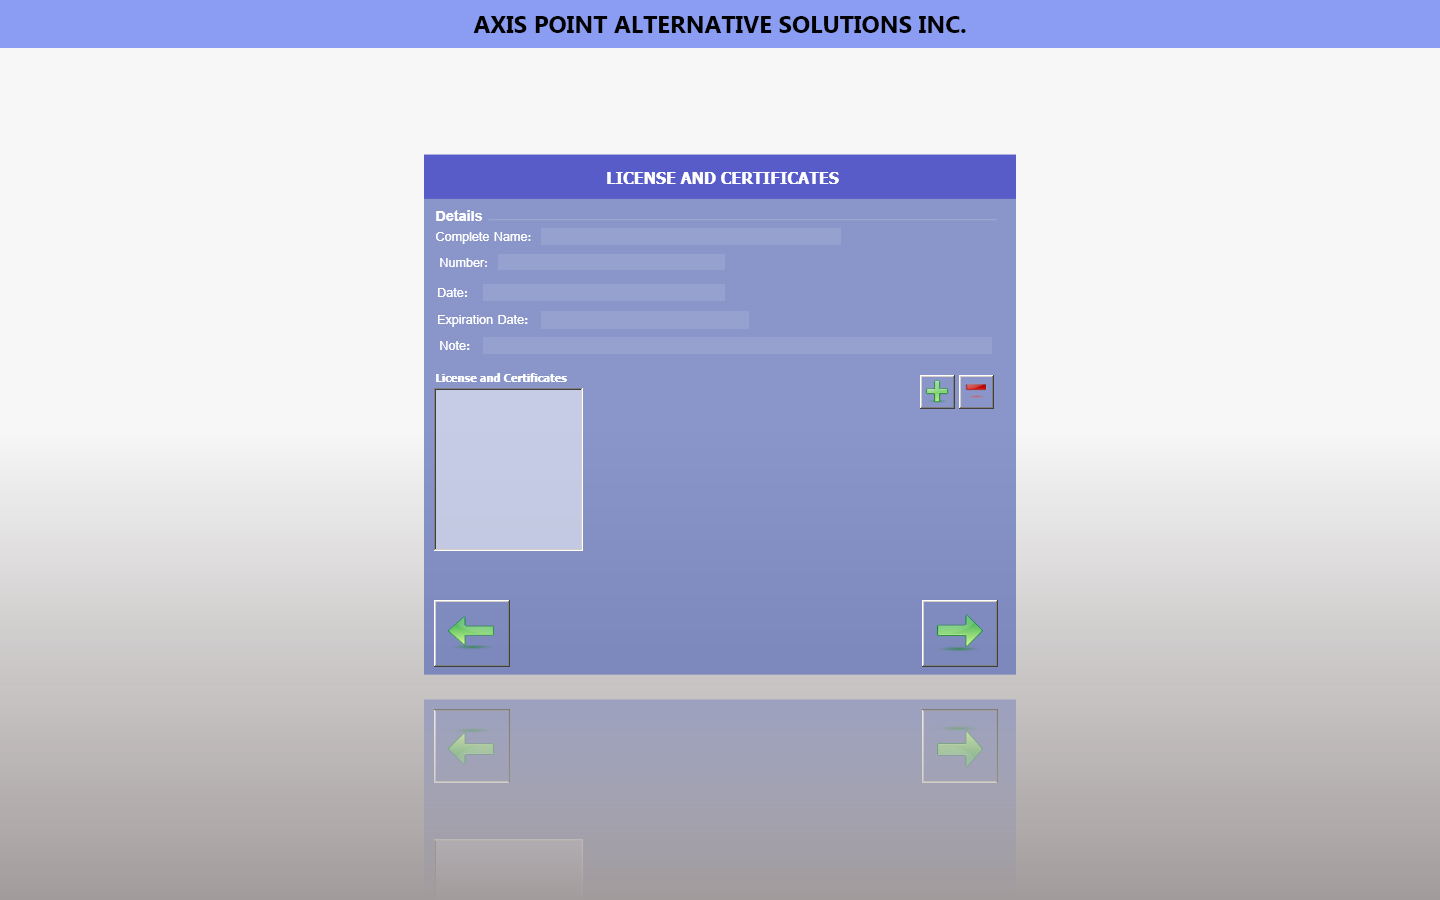 AXIS POINT ALTERNATIVE SOLUTIONS INC.
LICENSE AND CERTIFICATES
Details
Complete Name:
Number:
Date:
Expiration Date:
Note:
License and Certificates